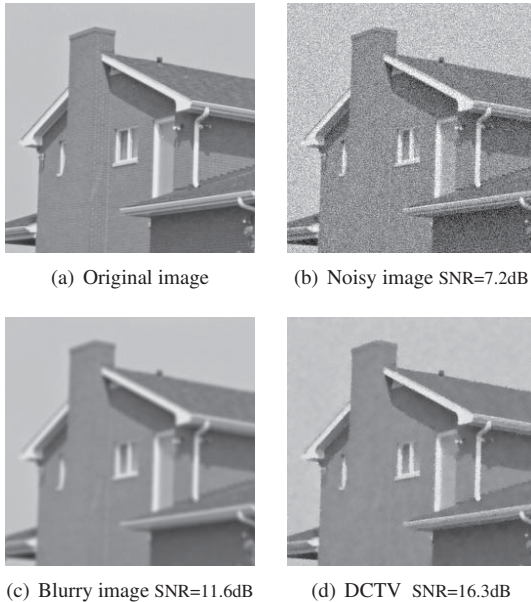 (a) Original image
(b) Noisy image SNR=7.2dB
(c) Blurry image SNR=11.6dB
(d) DCTV SNR=16.3dB